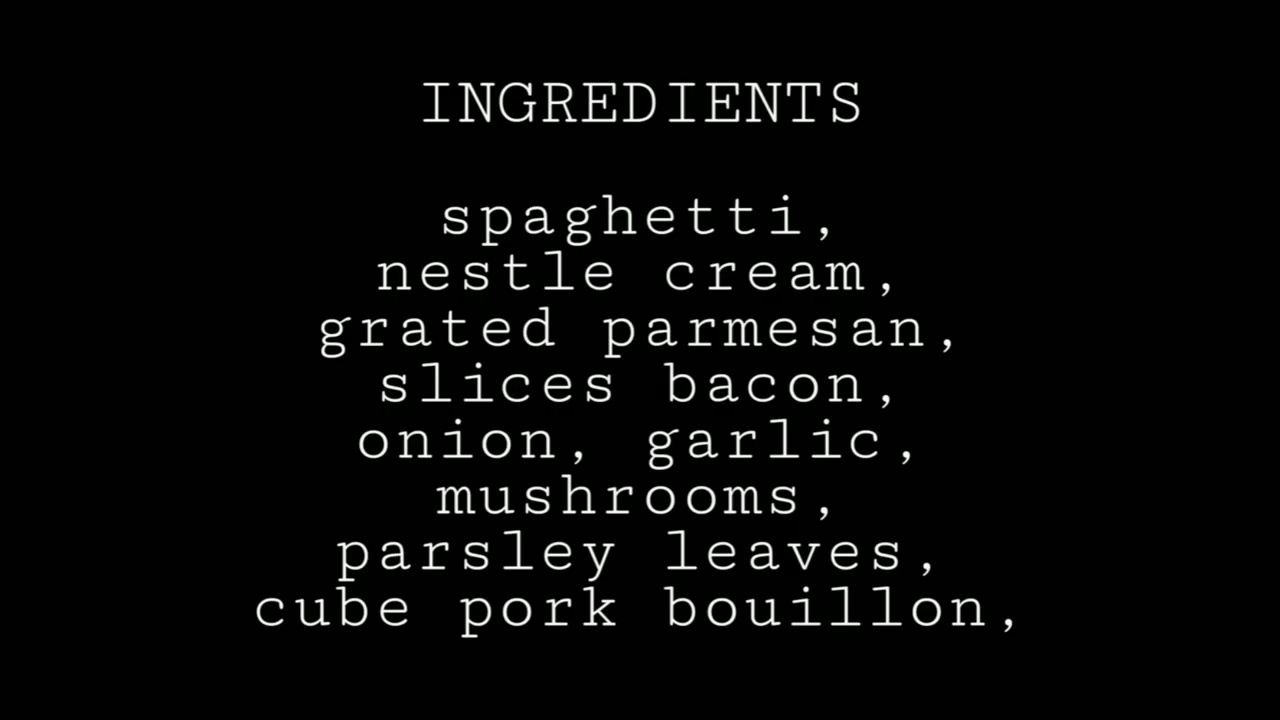 INGREDIENTS
spaghetti,
nestle cream,
grated parmesan,
slices bacon,
onion, garlic,
mushrooms,
parsley leaves,
cube pork bouillon,